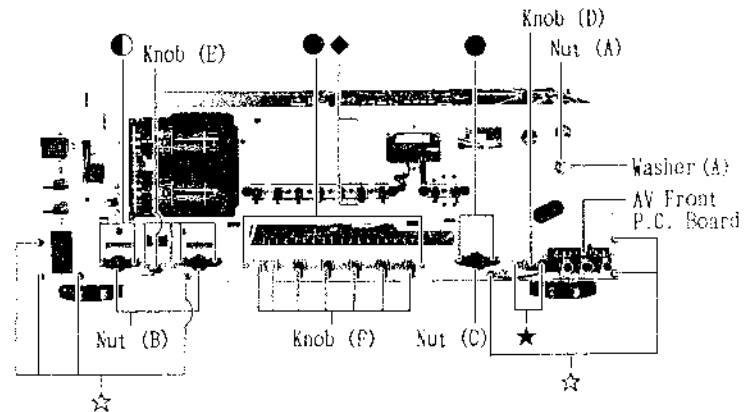 Knob (D)
Knob (E)
Nut (A)
Washer (A)
AV Front
P.C. Board
Nut (B)
Knob (F)
Nut (C)